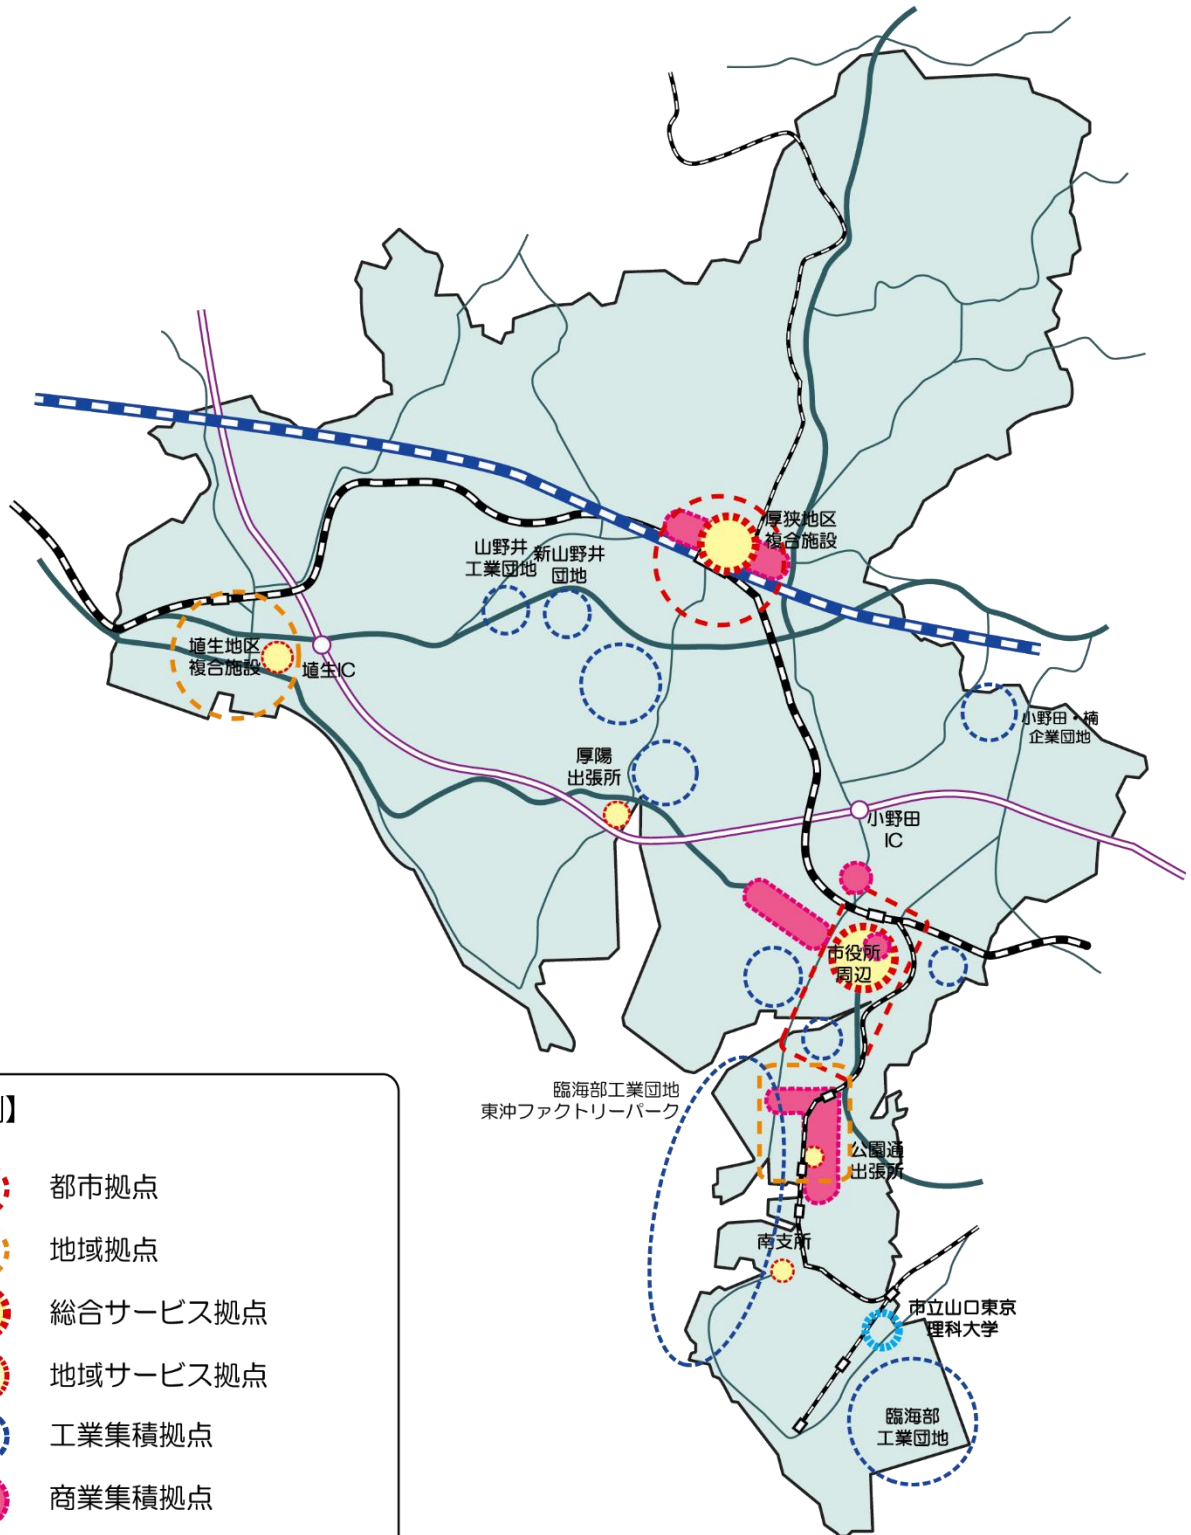 厚狭地区
複合施設
山野井
工業団地
新山野井
団地
埴生地区
複合施設
埴生IC
小野田・楠
企業団地
厚陽
出張所
小野田
IC
市役所
周辺
臨海部工業団地
東沖ファクトリーパーク
公園通
出張所
南支所
市立山口東京
理科大学
臨海部
工業団地
】
都市拠点
地域拠点
総合サービス拠点
地域サービス拠点
工業集積拠点
商業集積拠点